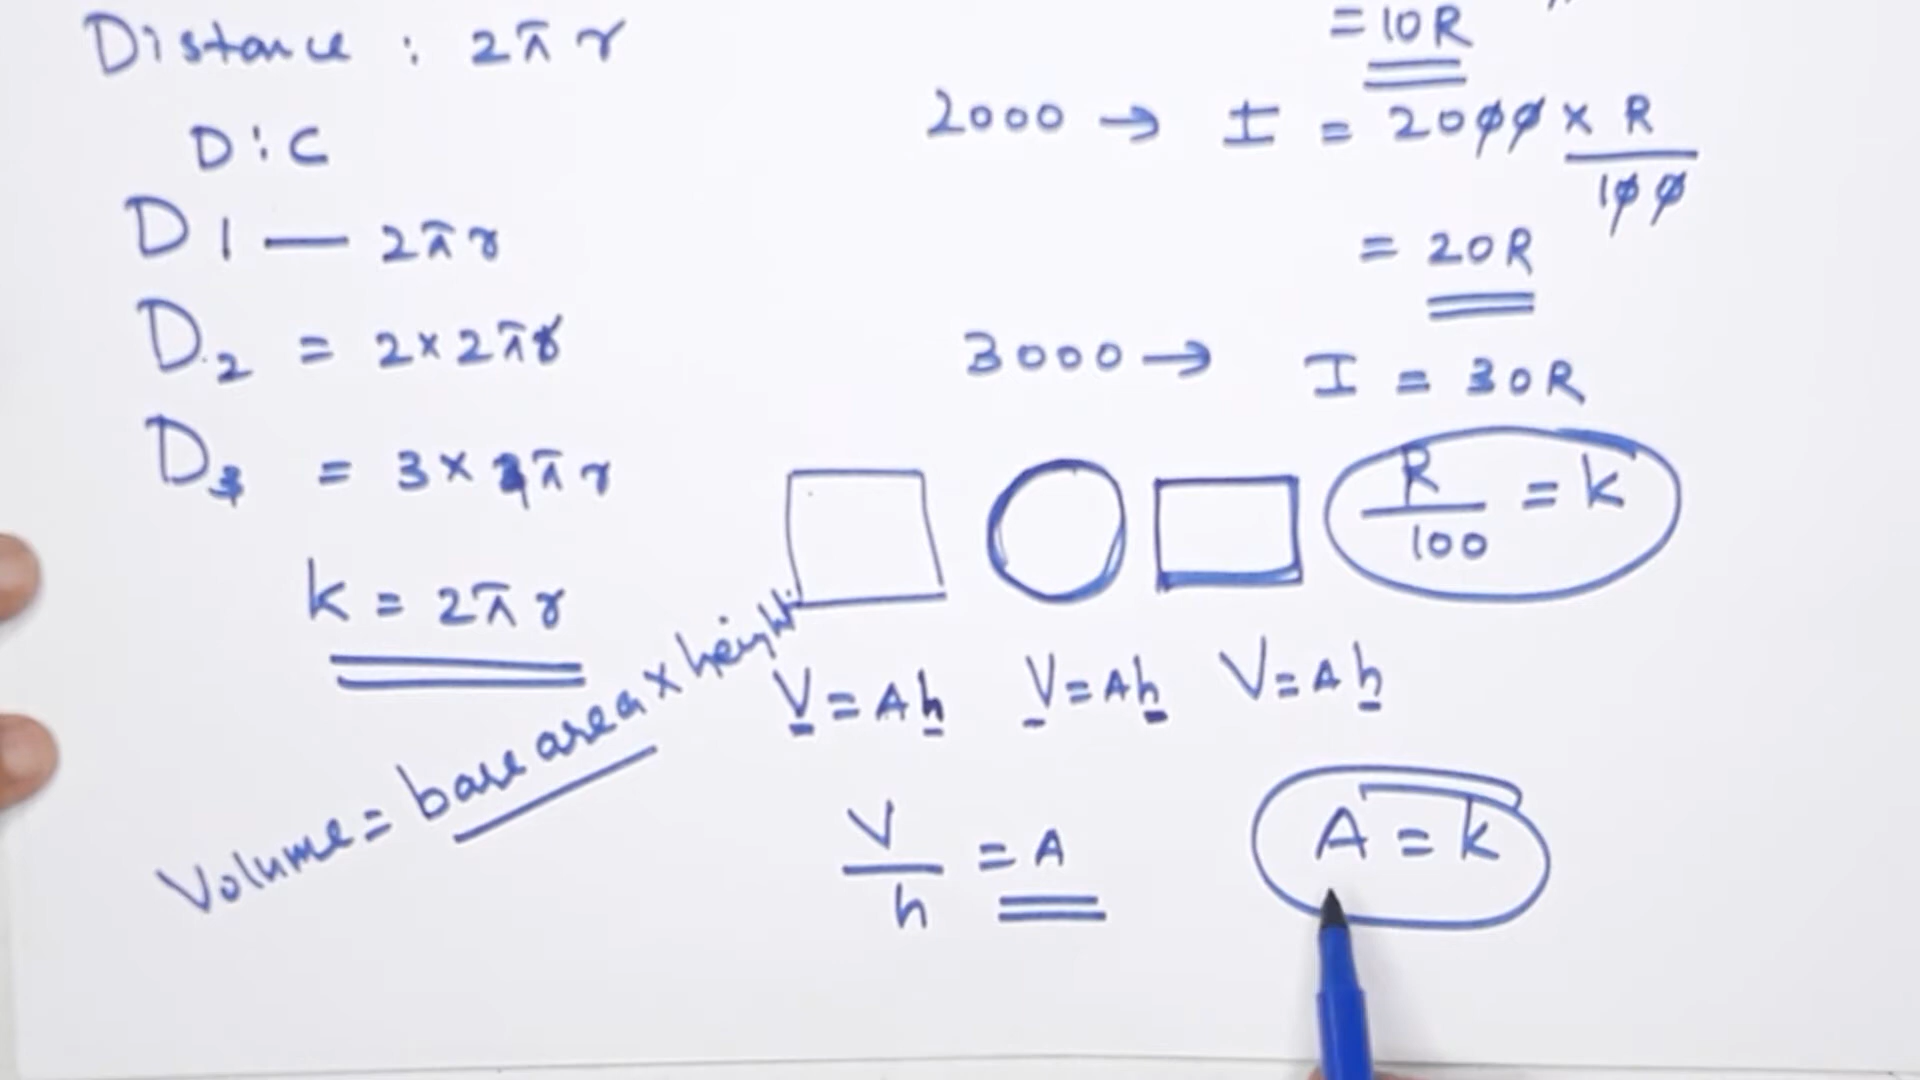 Distance : 2πr
D : C
D1 — 2πr
D2 = 2×2πr
D3 = 3×2πr
k = 2πr
Volume = base area × height
= 10R
2000 → I = 2000 × R / 100
= 20R
3000 → I = 30R
R/100 = k
V = Ah V = Ah V = Ah
V/h = A
A = k